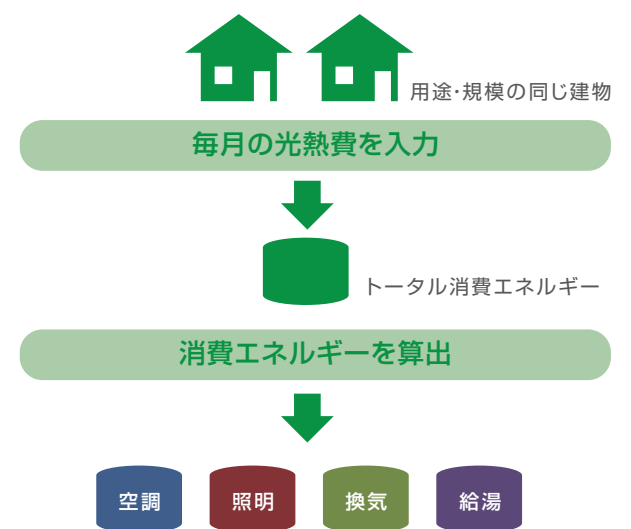 用途・規模の同じ建物
毎月の光熱費を入力
トータル消費エネルギー
消費エネルギーを算出
空調 照明 換気 給湯